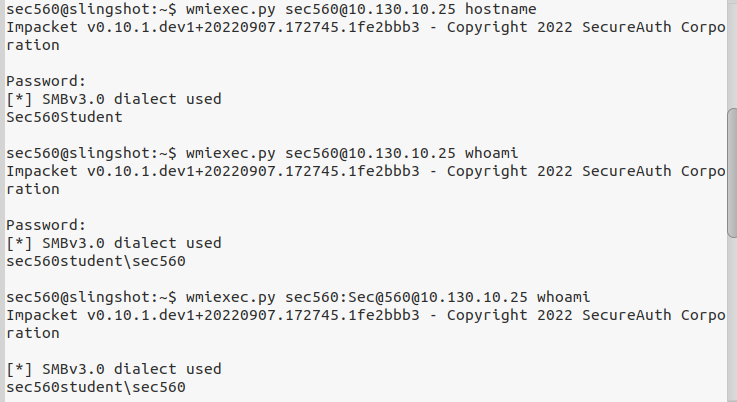 sec560@slingshot:~$ wmiexec.py sec560@10.130.10.25 hostname
Impacket v0.10.1.dev1+20220907.172745.1fe2bbb3 - Copyright 2022 SecureAuth Corpo
ration
Password:
[*] SMBv3.0 dialect used
Sec560Student
sec560@slingshot:~$ wmiexec.py sec560@10.130.10.25 whoami
Impacket v0.10.1.dev1+20220907.172745.1fe2bbb3 - Copyright 2022 SecureAuth Corpo
ration
Password:
[*] SMBv3.0 dialect used
sec560student\sec560
sec560@slingshot:~$ wmiexec.py sec560:Sec@560@10.130.10.25 whoami
Impacket v0.10.1.dev1+20220907.172745.1fe2bbb3 - Copyright 2022 SecureAuth Corpo
ration
[*] SMBv3.0 dialect used
sec560student\sec560